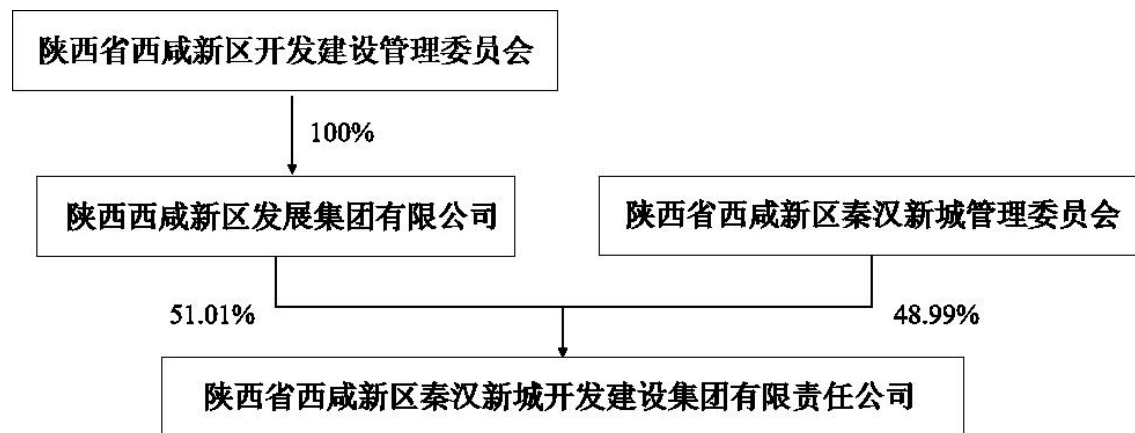 陕西省西咸新区开发建设管理委员会
100%
陕西西咸新区发展集团有限公司
陕西省西咸新区秦汉新城管理委员会
51.01%
48.99%
陕西省西咸新区秦汉新城开发建设集团有限责任公司